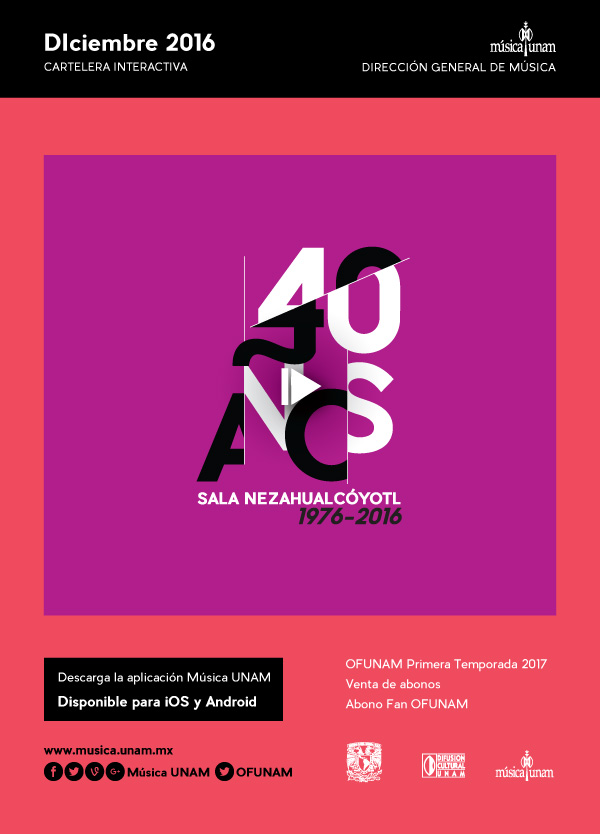 DIciembre 2016
CARTELERA INTERACTIVA
música unam
DIRECCIÓN GENERAL DE MÚSICA
40
AÑOS
SALA NEZAHUALCÓYOTL
1976-2016
Descarga la aplicación Música UNAM
Disponible para iOS y Android
OFUNAM Primera Temporada 2017
Venta de abonos
Abono Fan OFUNAM
www.musica.unam.mx
Música UNAM OFUNAM
DIFUSIÓN
CULTURAL
UNAM
música unam